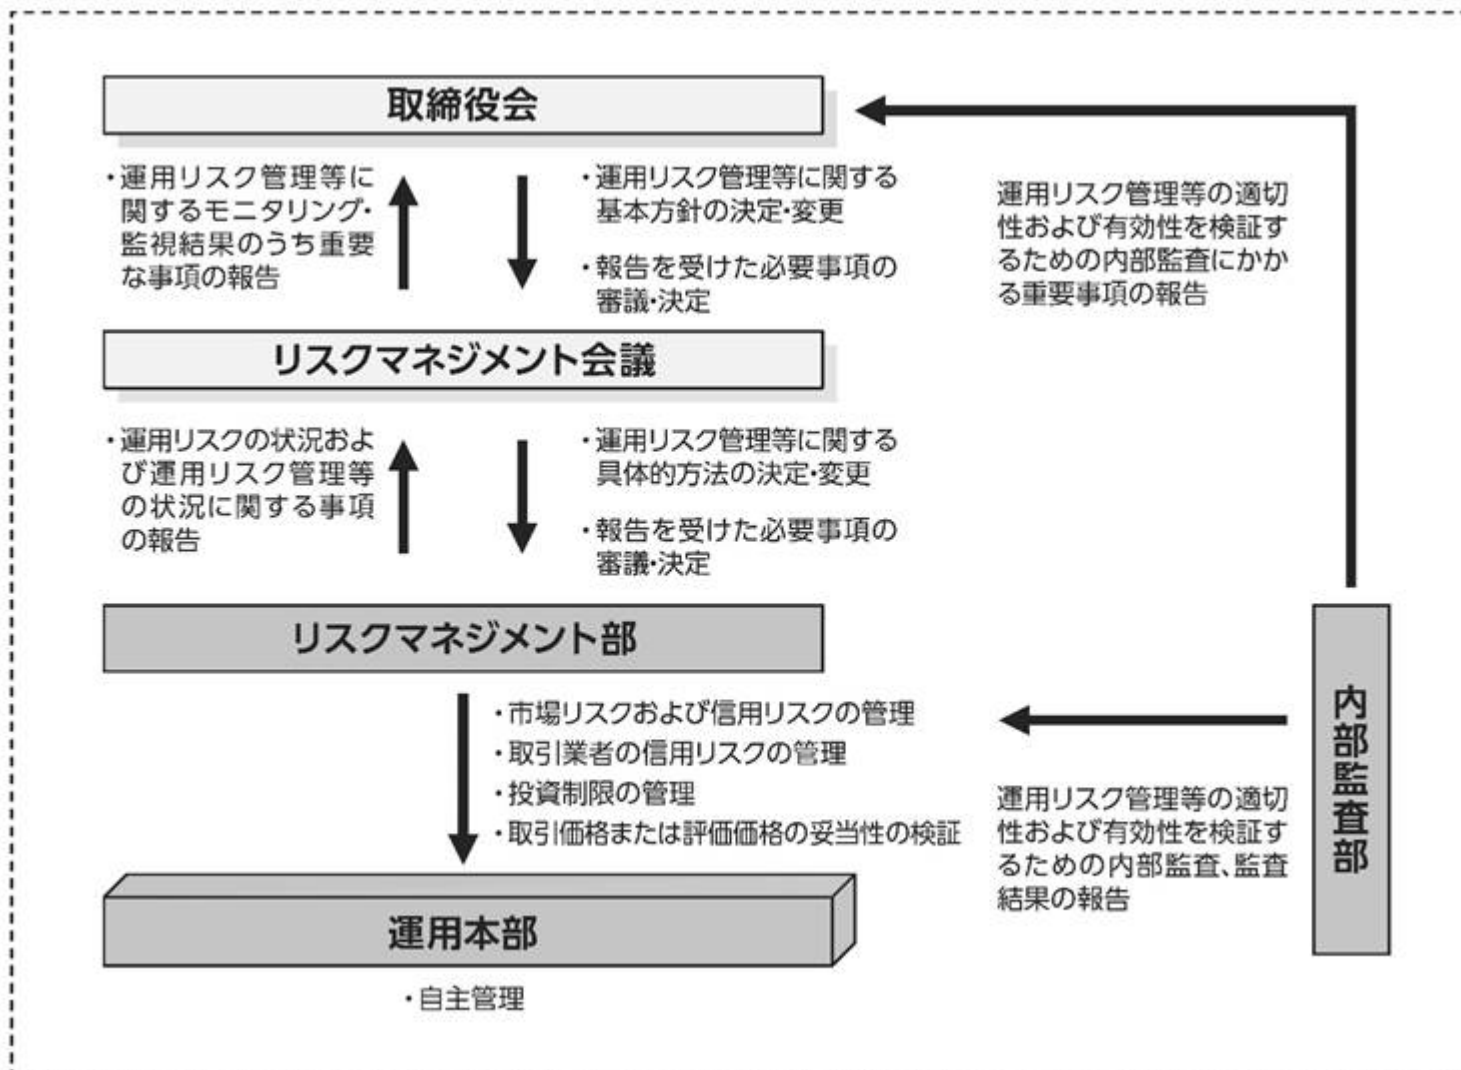 取締役会
・運用リスク管理等に
関するモニタリング・
監視結果のうち重要
な事項の報告
・運用リスク管理等に関する
基本方針の決定・変更
・報告を受けた必要事項の
審議・決定
運用リスク管理等の適切
性および有効性を検証す
るための内部監査にかか
る重要事項の報告
リスクマネジメント会議
・運用リスクの状況およ
び運用リスク管理等
の状況に関する事項
の報告
・運用リスク管理等に関する
具体的方法の決定・変更
・報告を受けた必要事項の
審議・決定
リスクマネジメント部
・市場リスクおよび信用リスクの管理
・取引業者の信用リスクの管理
・投資制限の管理
・取引価格または評価価格の妥当性の検証
運用リスク管理等の適切
性および有効性を検証す
るための内部監査、監査
結果の報告
内部監査部
運用本部
・自主管理